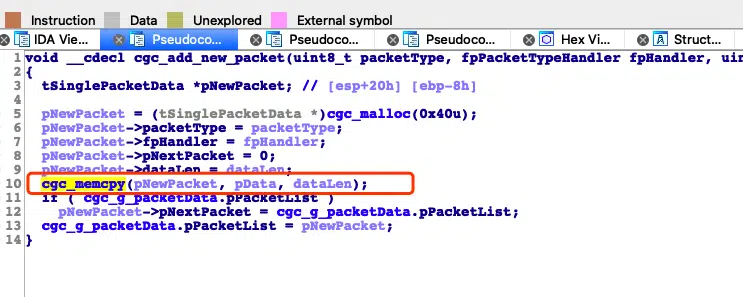 Instruction Data Unexplored External symbol
IDA Vie... Pseudoco... Pseudoco... Pseudoco... Hex Vi... Struct...
1 void __cdecl cgc_add_new_packet(uint8_t packetType, fpPacketTypeHandler fpHandler, uin
2 {
3 tSinglePacketData *pNewPacket; // [esp+20h] [ebp-8h]
4
5 pNewPacket = (tSinglePacketData *)cgc_malloc(0x40u);
6 pNewPacket->packetType = packetType;
7 pNewPacket->fpHandler = fpHandler;
8 pNewPacket->pNextPacket = 0;
9 pNewPacket->dataLen = dataLen;
10 cgc_memcpy(pNewPacket, pData, dataLen);
11 if ( cgc_g_packetData.pPacketList )
12 pNewPacket->pNextPacket = cgc_g_packetData.pPacketList;
13 cgc_g_packetData.pPacketList = pNewPacket;
14 }